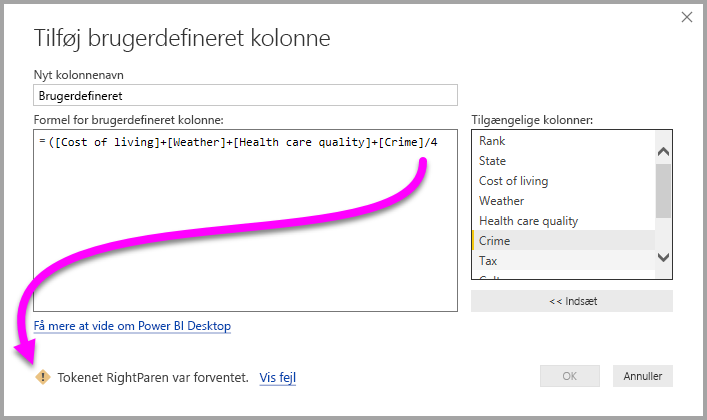 Tilføj brugerdefineret kolonne
Nyt kolonnenavn
Brugerdefineret
Formel for brugerdefineret kolonne:
= ([Cost of living]+[Weather]+[Health care quality]+[Crime]/4
Tilgængelige kolonner:
Rank
State
Cost of living
Weather
Health care quality
Crime
Tax
<< Indsæt
Få mere at vide om Power BI Desktop
Tokenet RightParen var forventet. Vis fejl
OK
Annuller